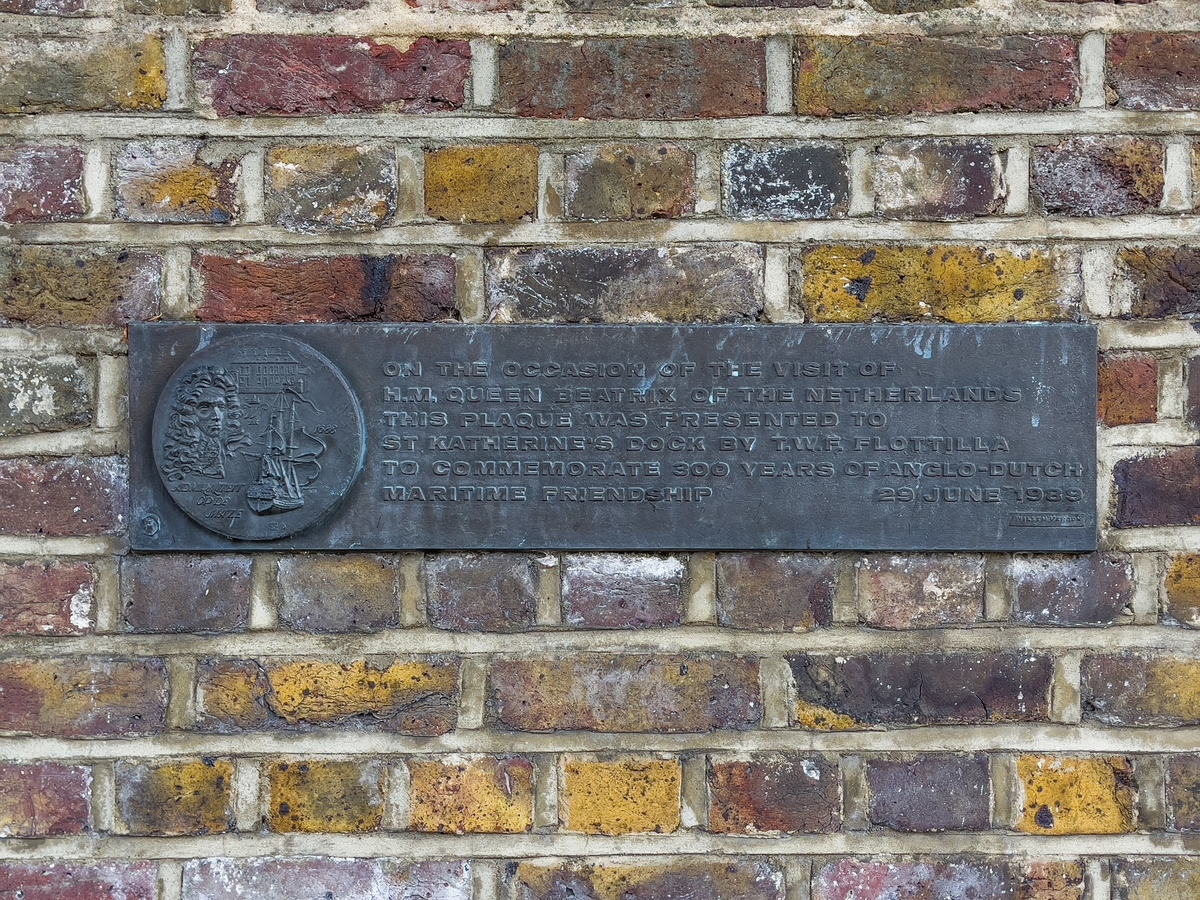 ON THE OCCASION OF THE VISIT OF
H.M. QUEEN BEATRIX OF THE NETHERLANDS
THIS PLAQUE WAS PRESENTED TO
ST KATHERINE'S DOCK BY T.W.F. FLOTTILLA
TO COMMEMORATE 300 YEARS OF ANGLO-DUTCH
MARITIME FRIENDSHIP 29 JUNE 1989